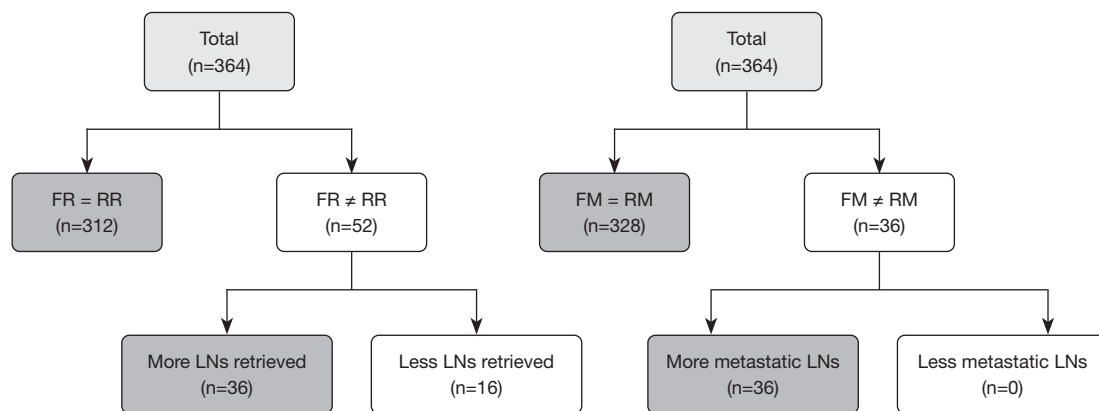 Total
(n=364)
FR = RR
(n=312)
FR ≠ RR
(n=52)
More LNs retrieved
(n=36)
Less LNs retrieved
(n=16)
Total
(n=364)
FM = RM
(n=328)
FM ≠ RM
(n=36)
More metastatic LNs
(n=36)
Less metastatic LNs
(n=0)